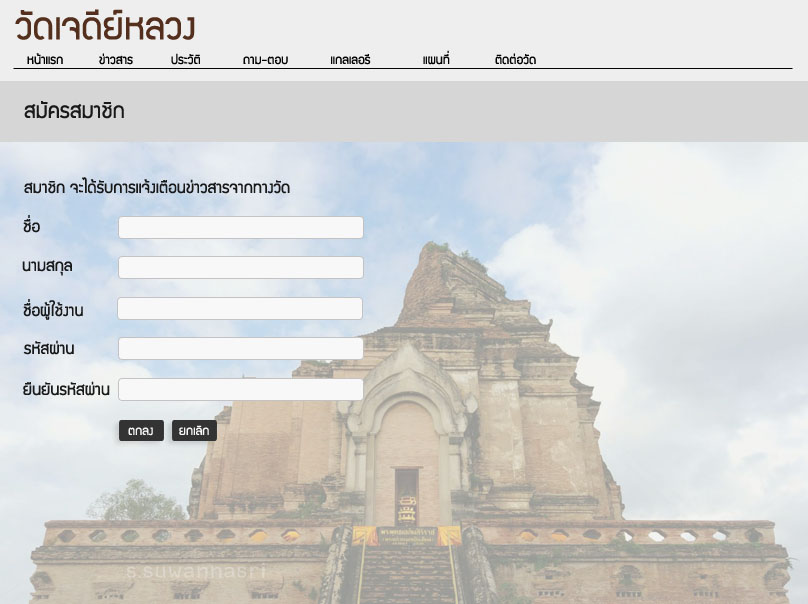 วัดเจดีย์หลวง
หน้าแรก ข่าวสาร ประวัติ ถาม-ตอบ แกลเลอรี แผนที่ ติดต่อวัด
สมัครสมาชิก
สมาชิก จะได้รับการแจ้งเตือนข่าวสารจากทางวัด
ชื่อ
นามสกุล
ชื่อผู้ใช้งาน
รหัสผ่าน
ยืนยันรหัสผ่าน
ตกลง ยกเลิก
s.suwannasri